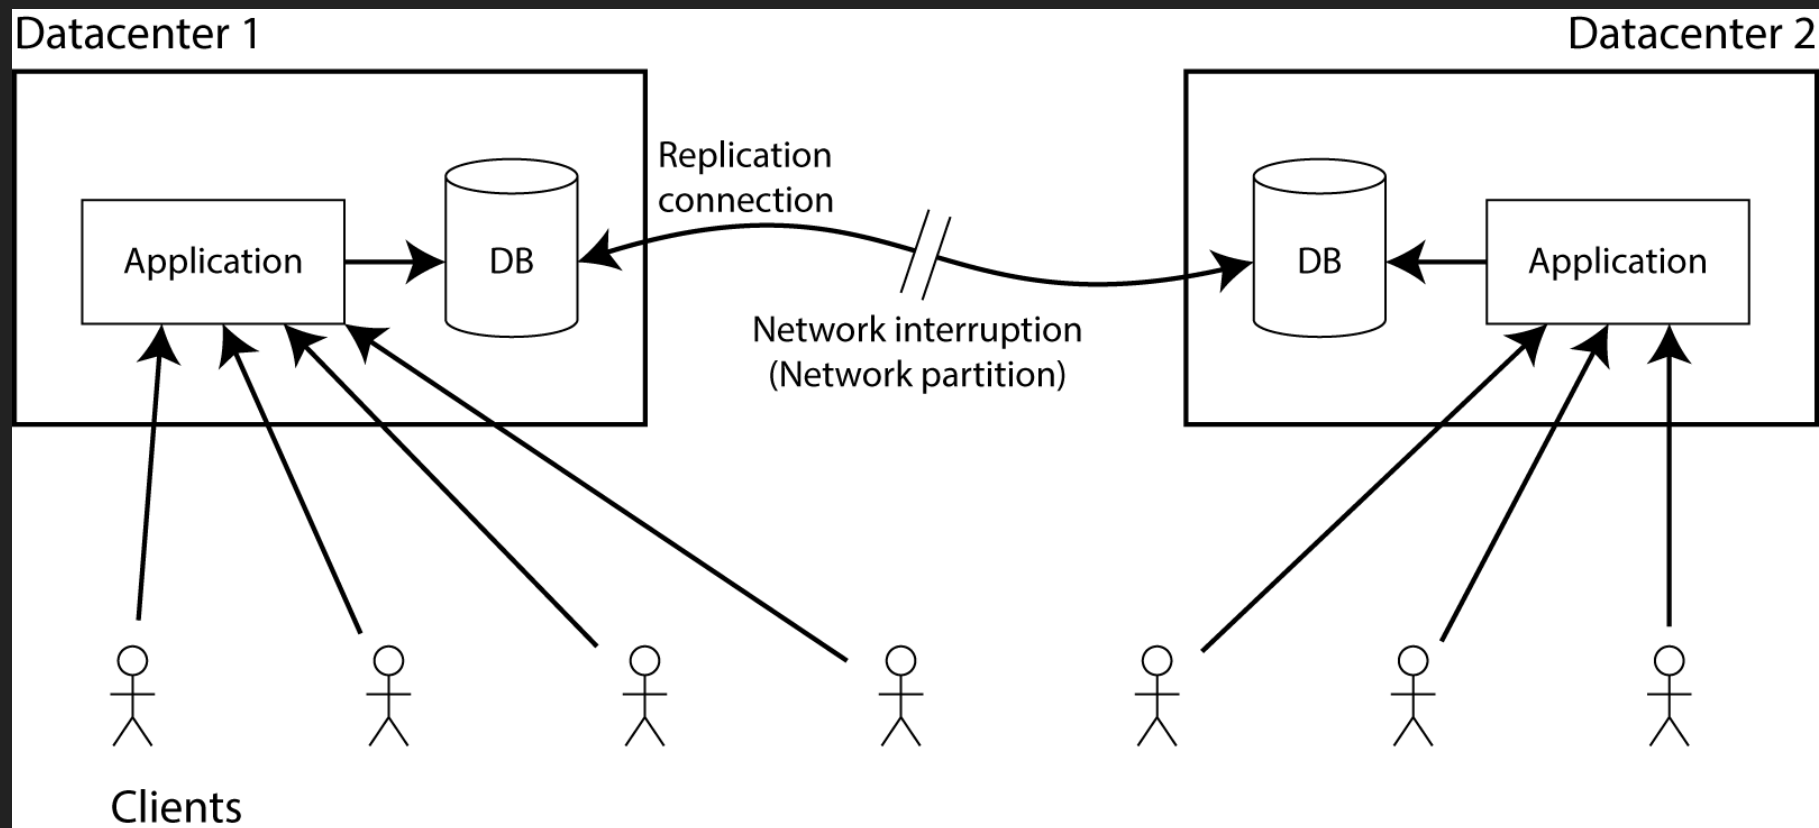 Datacenter 1
Datacenter 2
Replication
connection
Application
DB
DB
Application
Network interruption
(Network partition)
Clients